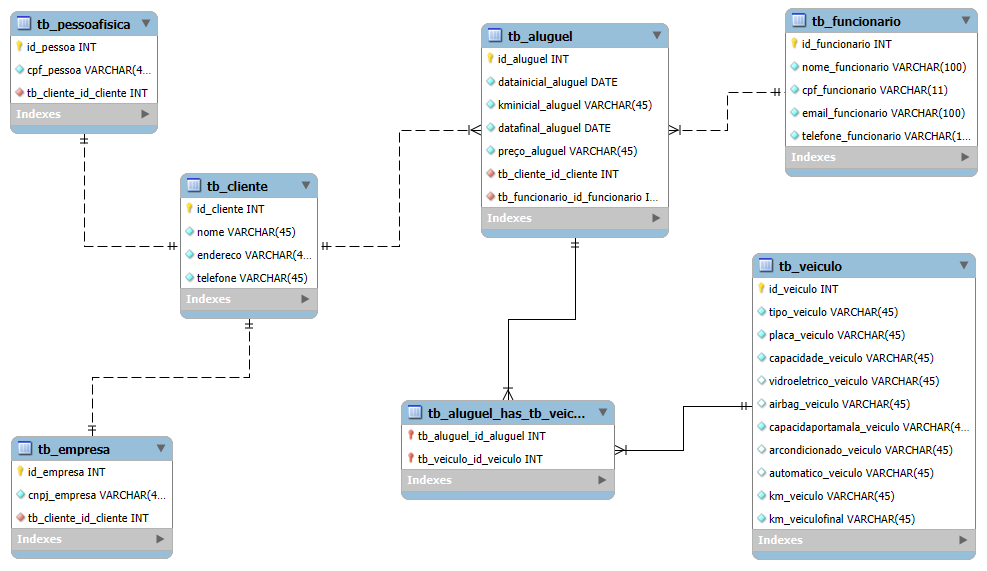 tb_pessoafisica
id_pessoa INT
cpf_pessoa VARCHAR(4...
tb_cliente_id_cliente INT
Indexes
tb_cliente
id_cliente INT
nome VARCHAR(45)
endereco VARCHAR(4...
telefone VARCHAR(45)
Indexes
tb_empresa
id_empresa INT
cnpj_empresa VARCHAR(4...
tb_cliente_id_cliente INT
Indexes
tb_aluguel
id_aluguel INT
datainicial_aluguel DATE
kminicial_aluguel VARCHAR(45)
datafinal_aluguel DATE
preço_aluguel VARCHAR(45)
tb_cliente_id_cliente INT
tb_funcionario_id_funcionario I...
Indexes
tb_aluguel_has_tb_veic...
tb_aluguel_id_aluguel INT
tb_veiculo_id_veiculo INT
Indexes
tb_funcionario
id_funcionario INT
nome_funcionario VARCHAR(100)
cpf_funcionario VARCHAR(11)
email_funcionario VARCHAR(100)
telefone_funcionario VARCHAR(1...
Indexes
tb_veiculo
id_veiculo INT
tipo_veiculo VARCHAR(45)
placa_veiculo VARCHAR(45)
capacidade_veiculo VARCHAR(45)
vidroeletrico_veiculo VARCHAR(45)
airbag_veiculo VARCHAR(45)
capacidaportamala_veiculo VARCHAR(4...
arcondicionado_veiculo VARCHAR(45)
automatico_veiculo VARCHAR(45)
km_veiculo VARCHAR(45)
km_veiculofinal VARCHAR(45)
Indexes